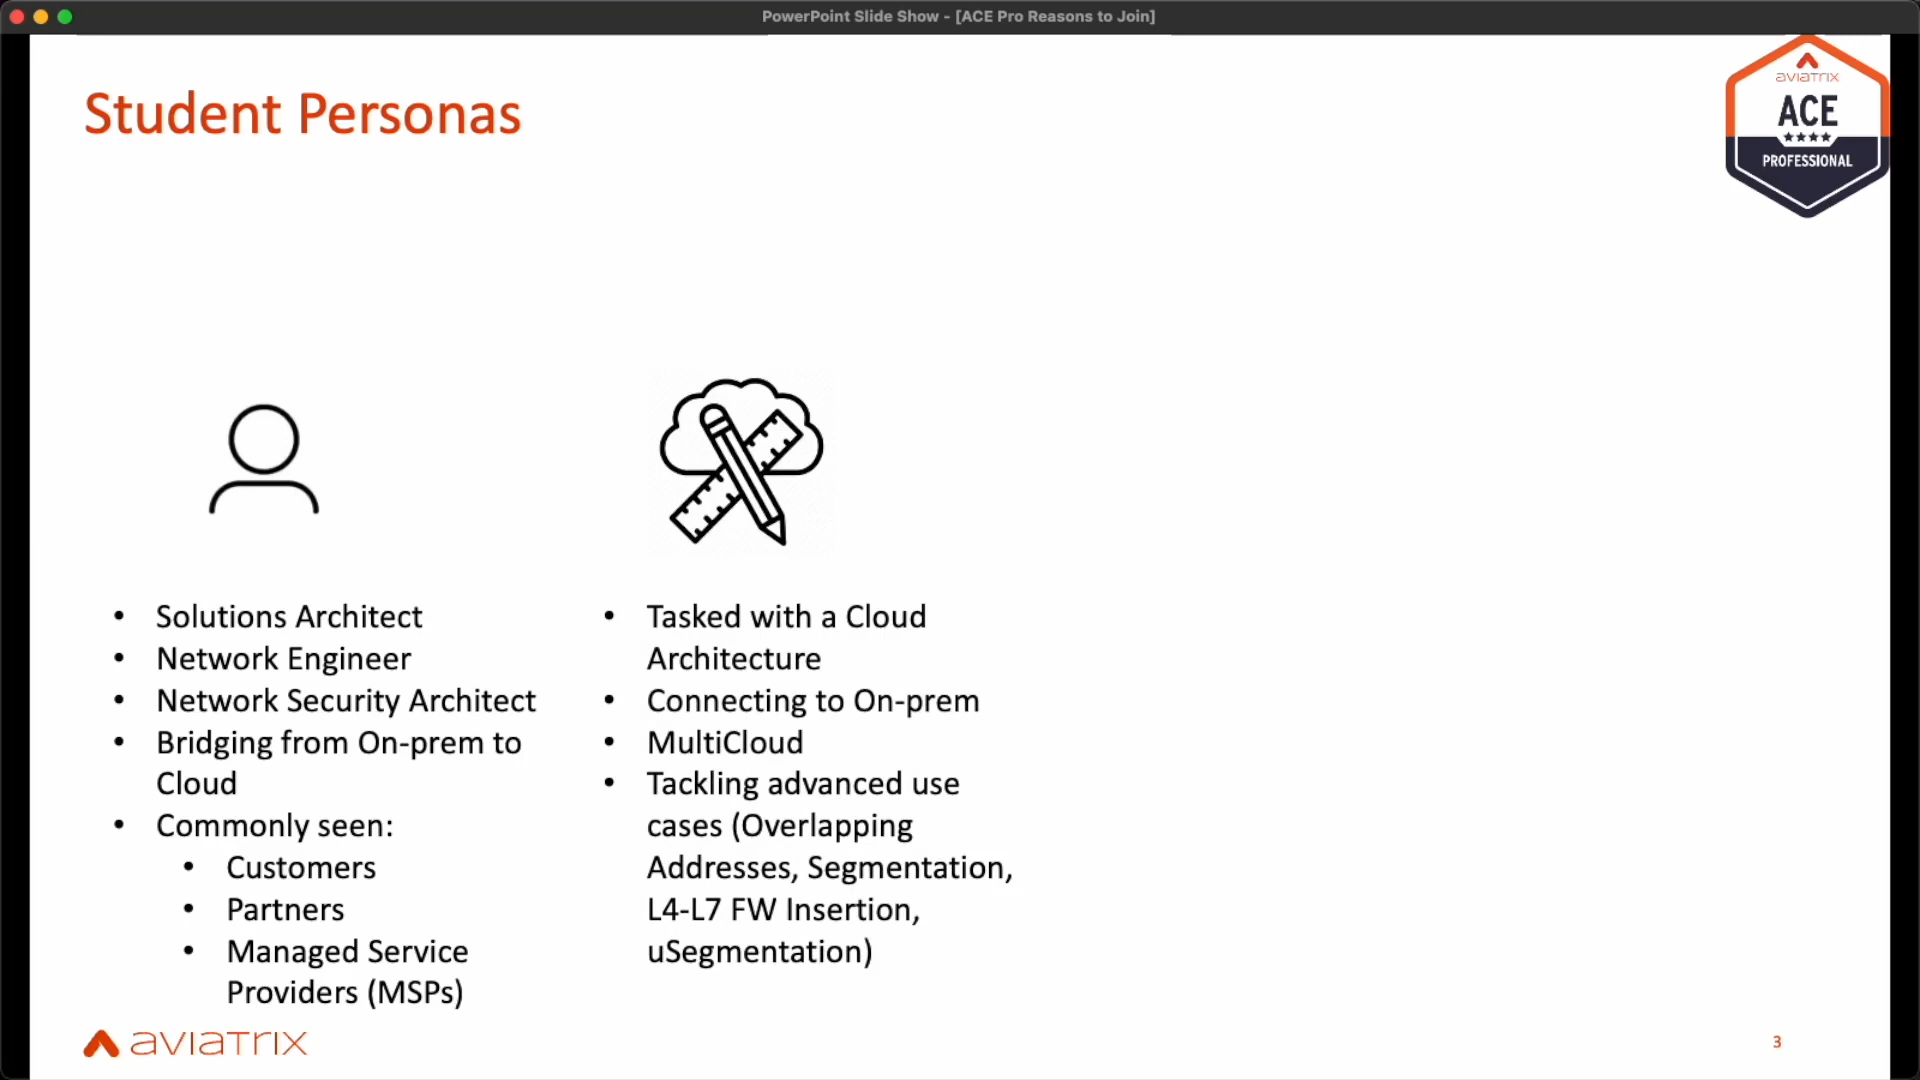 PowerPoint Slide Show - [ACE Pro Reasons to Join]
Student Personas
aviatrix
ACE
PROFESSIONAL
• Solutions Architect
• Network Engineer
• Network Security Architect
• Bridging from On-prem to
Cloud
• Commonly seen:
• Customers
• Partners
• Managed Service
Providers (MSPs)
• Tasked with a Cloud
Architecture
• Connecting to On-prem
• MultiCloud
• Tackling advanced use
cases (Overlapping
Addresses, Segmentation,
L4-L7 FW Insertion,
uSegmentation)
aviatrix
3